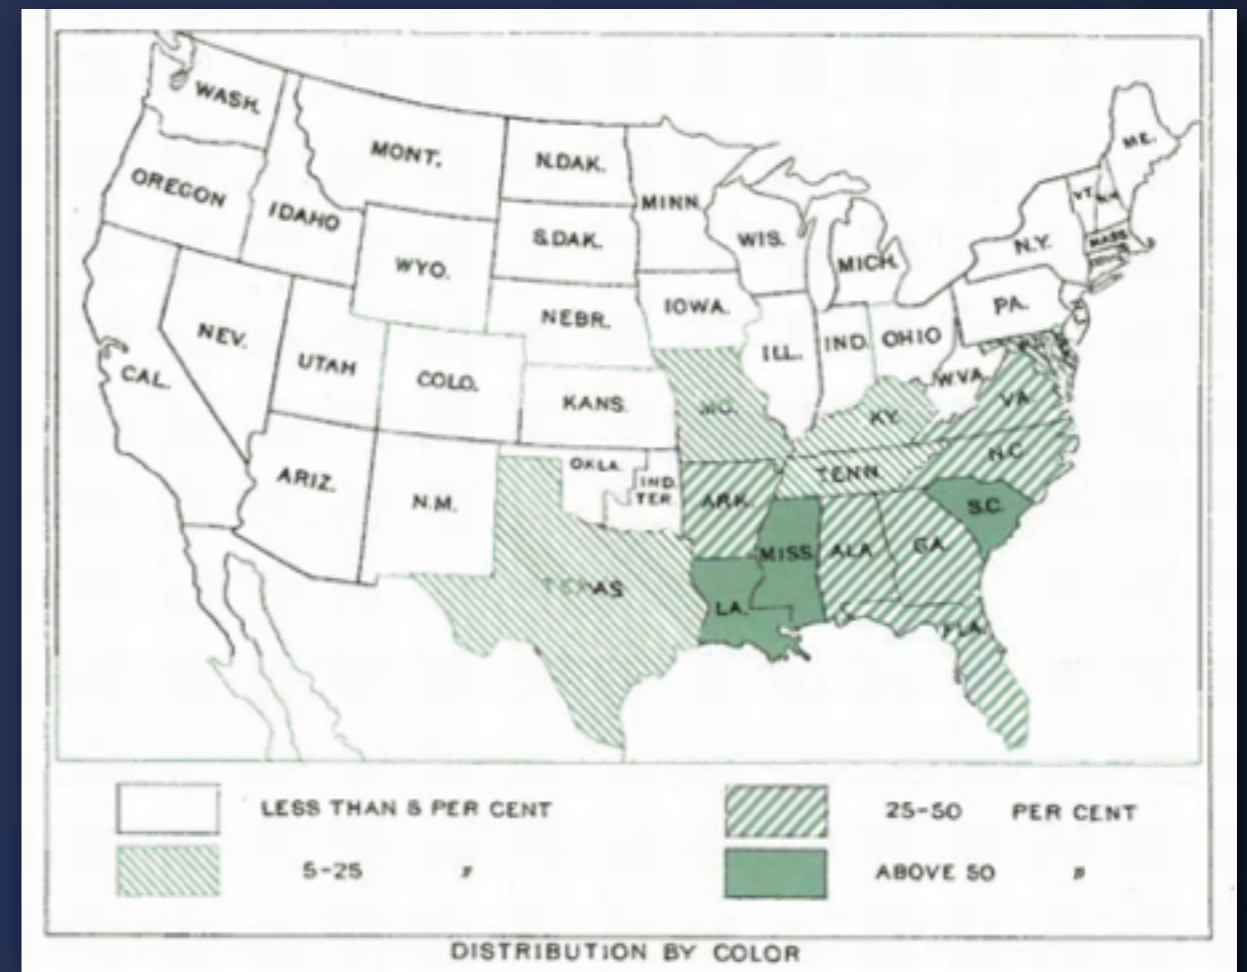 WASH.
MONT.
N.DAK.
MINN.
ME.
OREGON
IDAHO
VT.
N.H.
WYO.
S.DAK.
WIS.
MICH.
N.Y.
MASS.
NEV.
NEBR.
IOWA.
PA.
N.J.
CAL.
UTAH
COLO.
KANS.
ILL.
IND.
OHIO
W.VA.
MO.
KY.
VA.
ARIZ.
N.M.
OKLA.
IND.
TER.
ARK.
TENN.
N.C.
S.C.
TEXAS
LA.
MISS.
ALA.
GA.
FLA.
LESS THAN 5 PER CENT
25-50 PER CENT
5-25 "
ABOVE 50 "
DISTRIBUTION BY COLOR